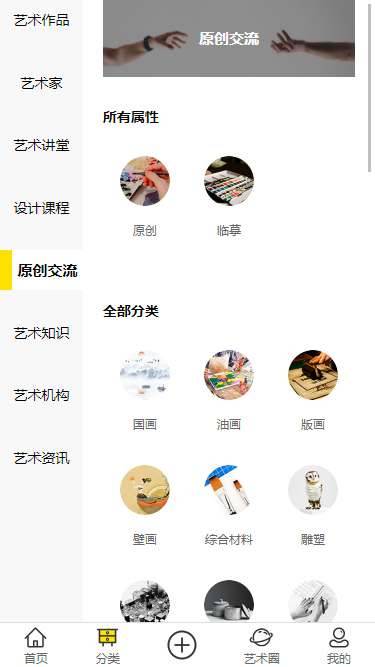 艺术作品
艺术家
艺术讲堂
设计课程
原创交流
艺术知识
艺术机构
艺术资讯
原创交流
所有属性
原创
临摹
全部分类
国画
油画
版画
壁画
综合材料
雕塑
首页
分类
艺术圈
我的